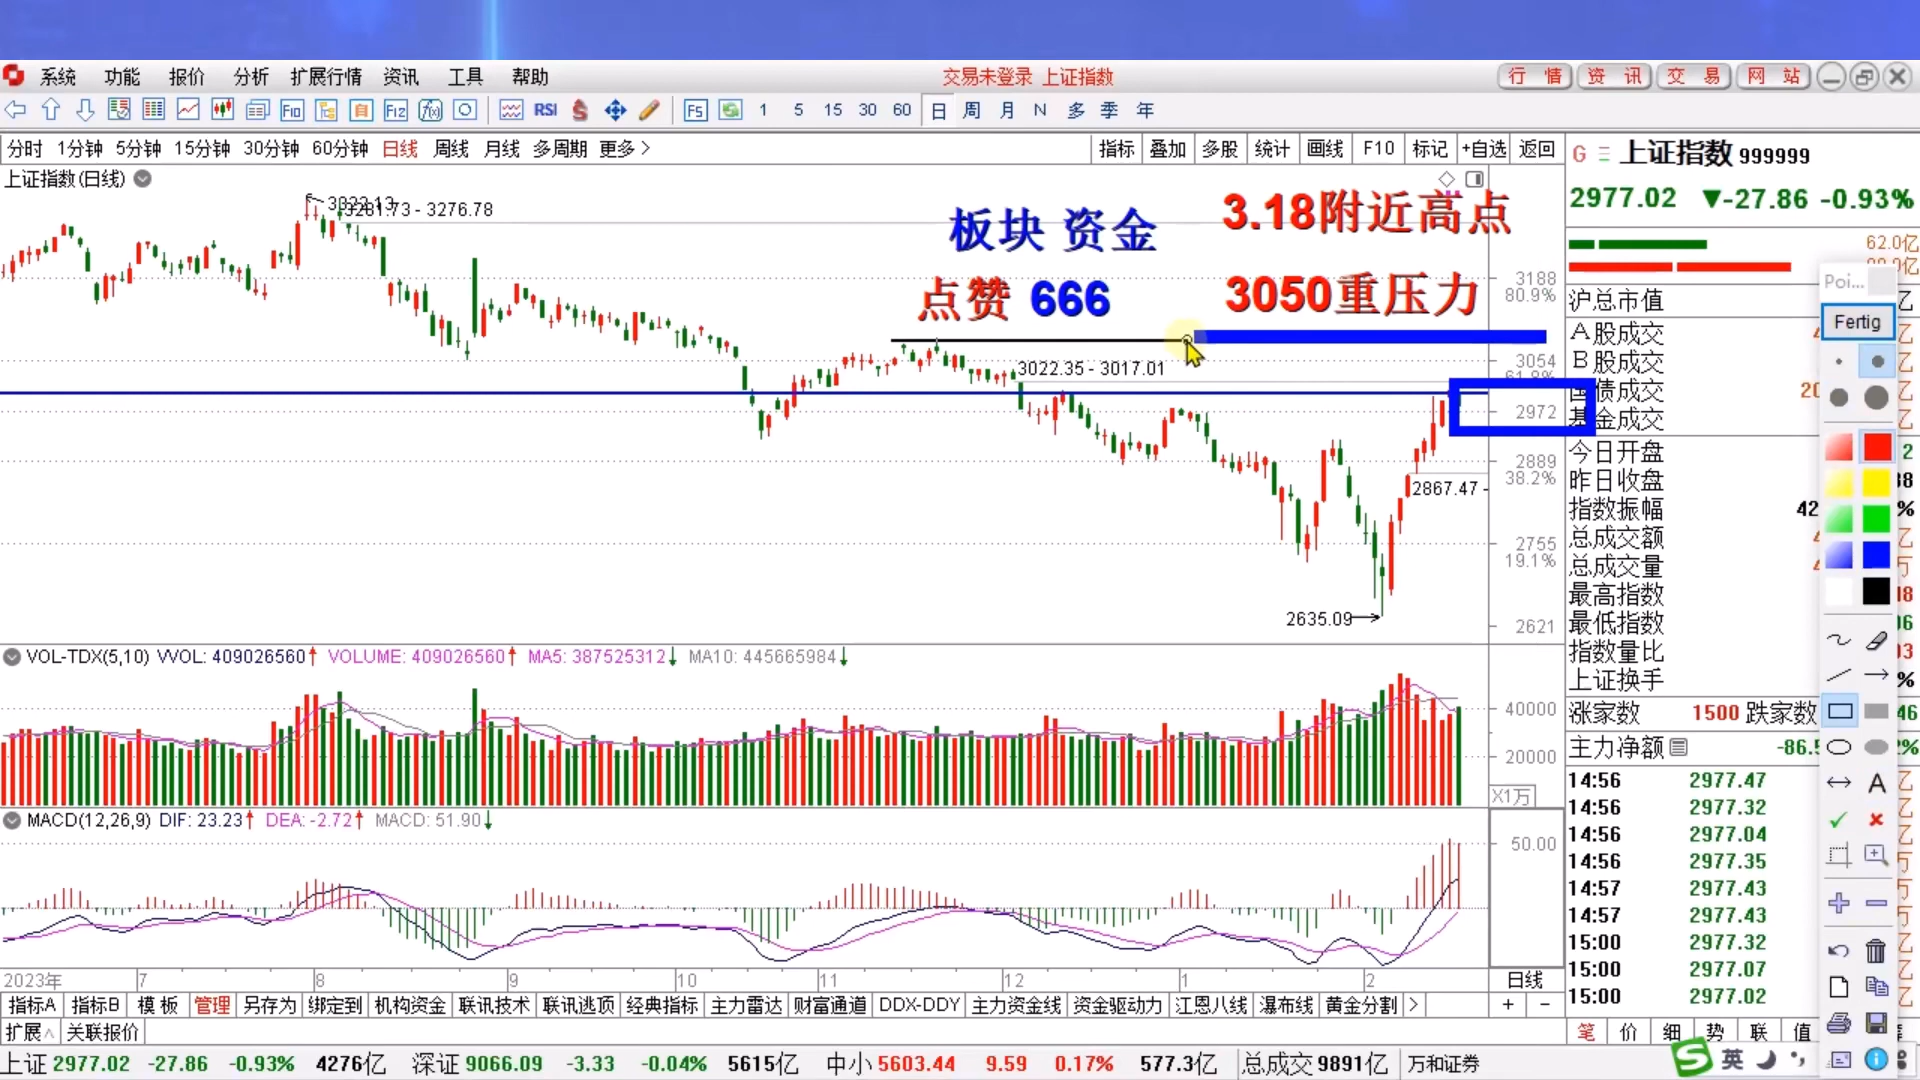 系统 功能 报价 分析 扩展行情 资讯 工具 帮助 交易未登录 上证指数 行情 资讯 交易 网站
F10 F12 f(x) RSI $ F5 1 5 15 30 60 日 周 月 N 多 季 年
分时 1分钟 5分钟 15分钟 30分钟 60分钟 日线 周线 月线 多周期 更多> 指标 叠加 多股 统计 画线 F10 标记 +自选 返回
G 上证指数 999999
上证指数(日线)
2977.02 ▼-27.86 -0.93%
3281.73 - 3276.78
板块 资金
3.18附近高点
点赞 666
3050重压力
62.0亿
3188
80.9%
沪总市值
Poi...
Fertig
A股成交
B股成交
3022.35 - 3017.01
3054
债成交
20
2972
金成交
今日开盘
2889
38.2%
昨日收盘
2867.47 -
指数振幅
42
总成交额
2755
19.1%
总成交量
最高指数
2635.09
2621
最低指数
指数量比
上证换手
VOL-TDX(5,10) VVOL: 409026560↑ VOLUME: 409026560↑ MA5: 387525312↓ MA10: 445665984↓
40000
20000
X1万
涨家数 1500 跌家数 46
主力净额 -86.5
A
MACD(12,26,9) DIF: 23.23↑ DEA: -2.72↑ MACD: 51.90↓
50.00
14:56 2977.47
14:56 2977.32
14:56 2977.04
14:56 2977.35
14:57 2977.43
14:57 2977.43
15:00 2977.32
15:00 2977.07
15:00 2977.02
2023年 7 8 9 10 11 12 1 2 日线
指标A 指标B 模板 管理 另存为 绑定到 机构资金 联讯技术 联讯逃顶 经典指标 主力雷达 财富通道 DDX-DDY 主力资金线 资金驱动力 江恩八线 瀑布线 黄金分割 > + -
扩展^ 关联报价 笔 价 细 势 联 值
上证 2977.02 -27.86 -0.93% 4276亿 深证 9066.09 -3.33 -0.04% 5615亿 中小 5603.44 9.59 0.17% 577.3亿 总成交 9891亿 万和证券
S 英